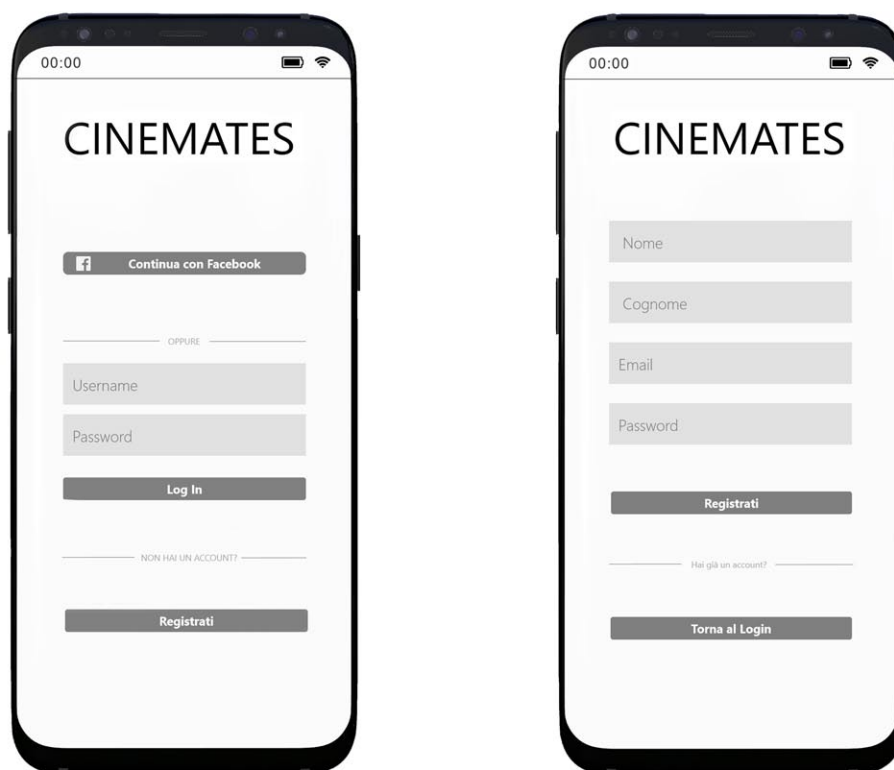 00:00
CINEMATES
Continua con Facebook
OPPURE
Username
Password
Log In
NON HAI UN ACCOUNT?
Registrati
00:00
CINEMATES
Nome
Cognome
Email
Password
Registrati
Hai già un account?
Torna al Login